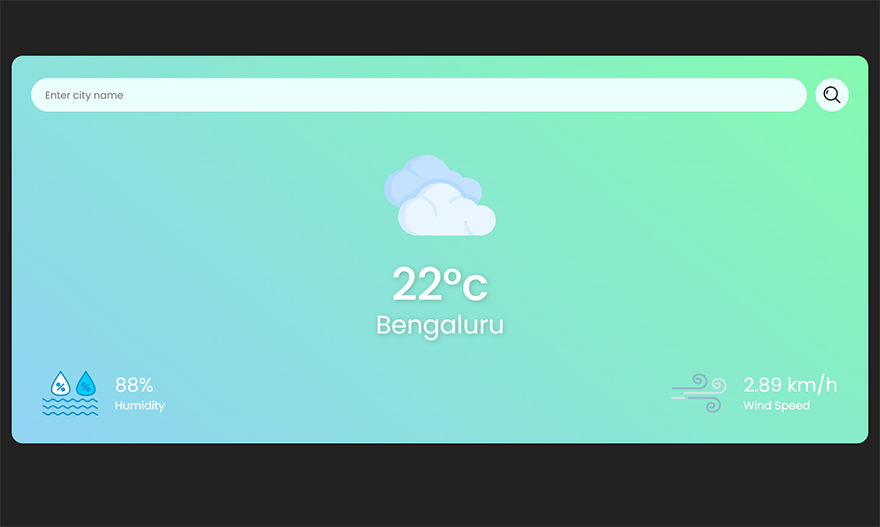 Enter city name
22°c
Bengaluru
88%
Humidity
2.89 km/h
Wind Speed